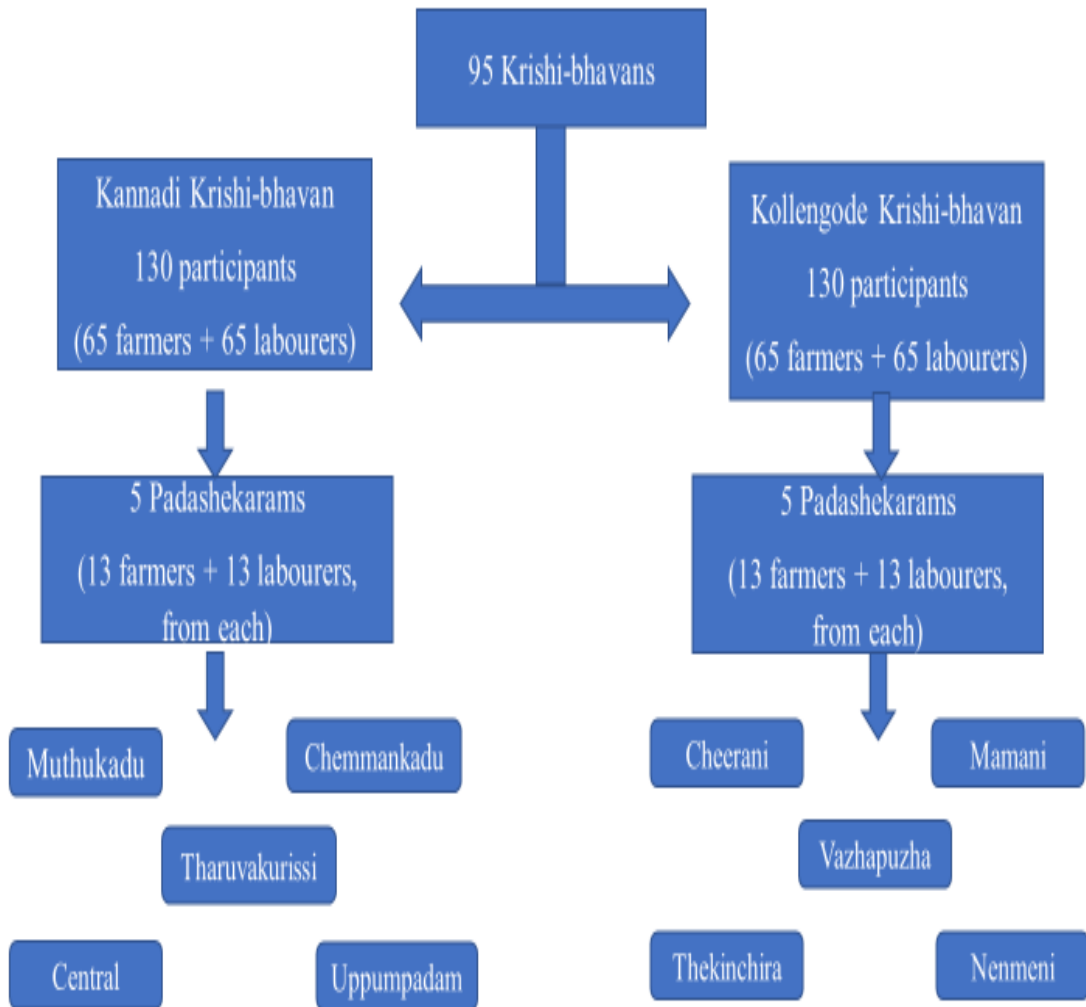 95 Krishi-bhavans
Kannadi Krishi-bhavan
130 participants
(65 farmers + 65 labourers)
Kollengode Krishi-bhavan
130 participants
(65 farmers + 65 labourers)
5 Padashekarams
(13 farmers + 13 labourers,
from each)
5 Padashekarams
(13 farmers + 13 labourers,
from each)
Muthukadu
Chemmankadu
Tharuvakurissi
Central
Uppumpadam
Cheerani
Mamani
Vazhapuzha
Thekinchira
Nenmeni